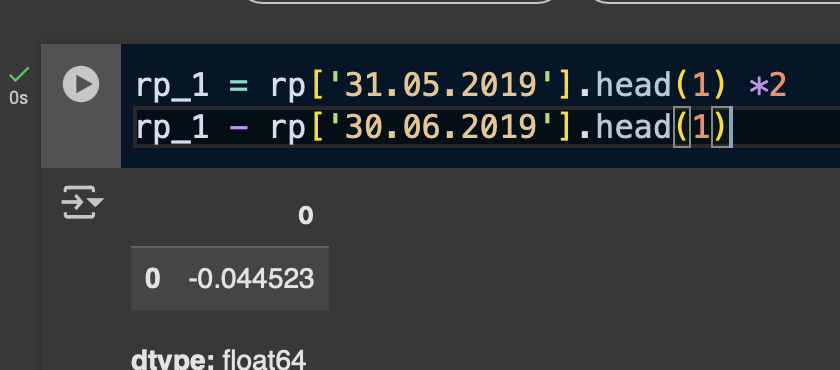 0s
rp_1 = rp['31.05.2019'].head(1) *2
rp_1 - rp['30.06.2019'].head(1)
0
0 -0.044523
dtype: float64